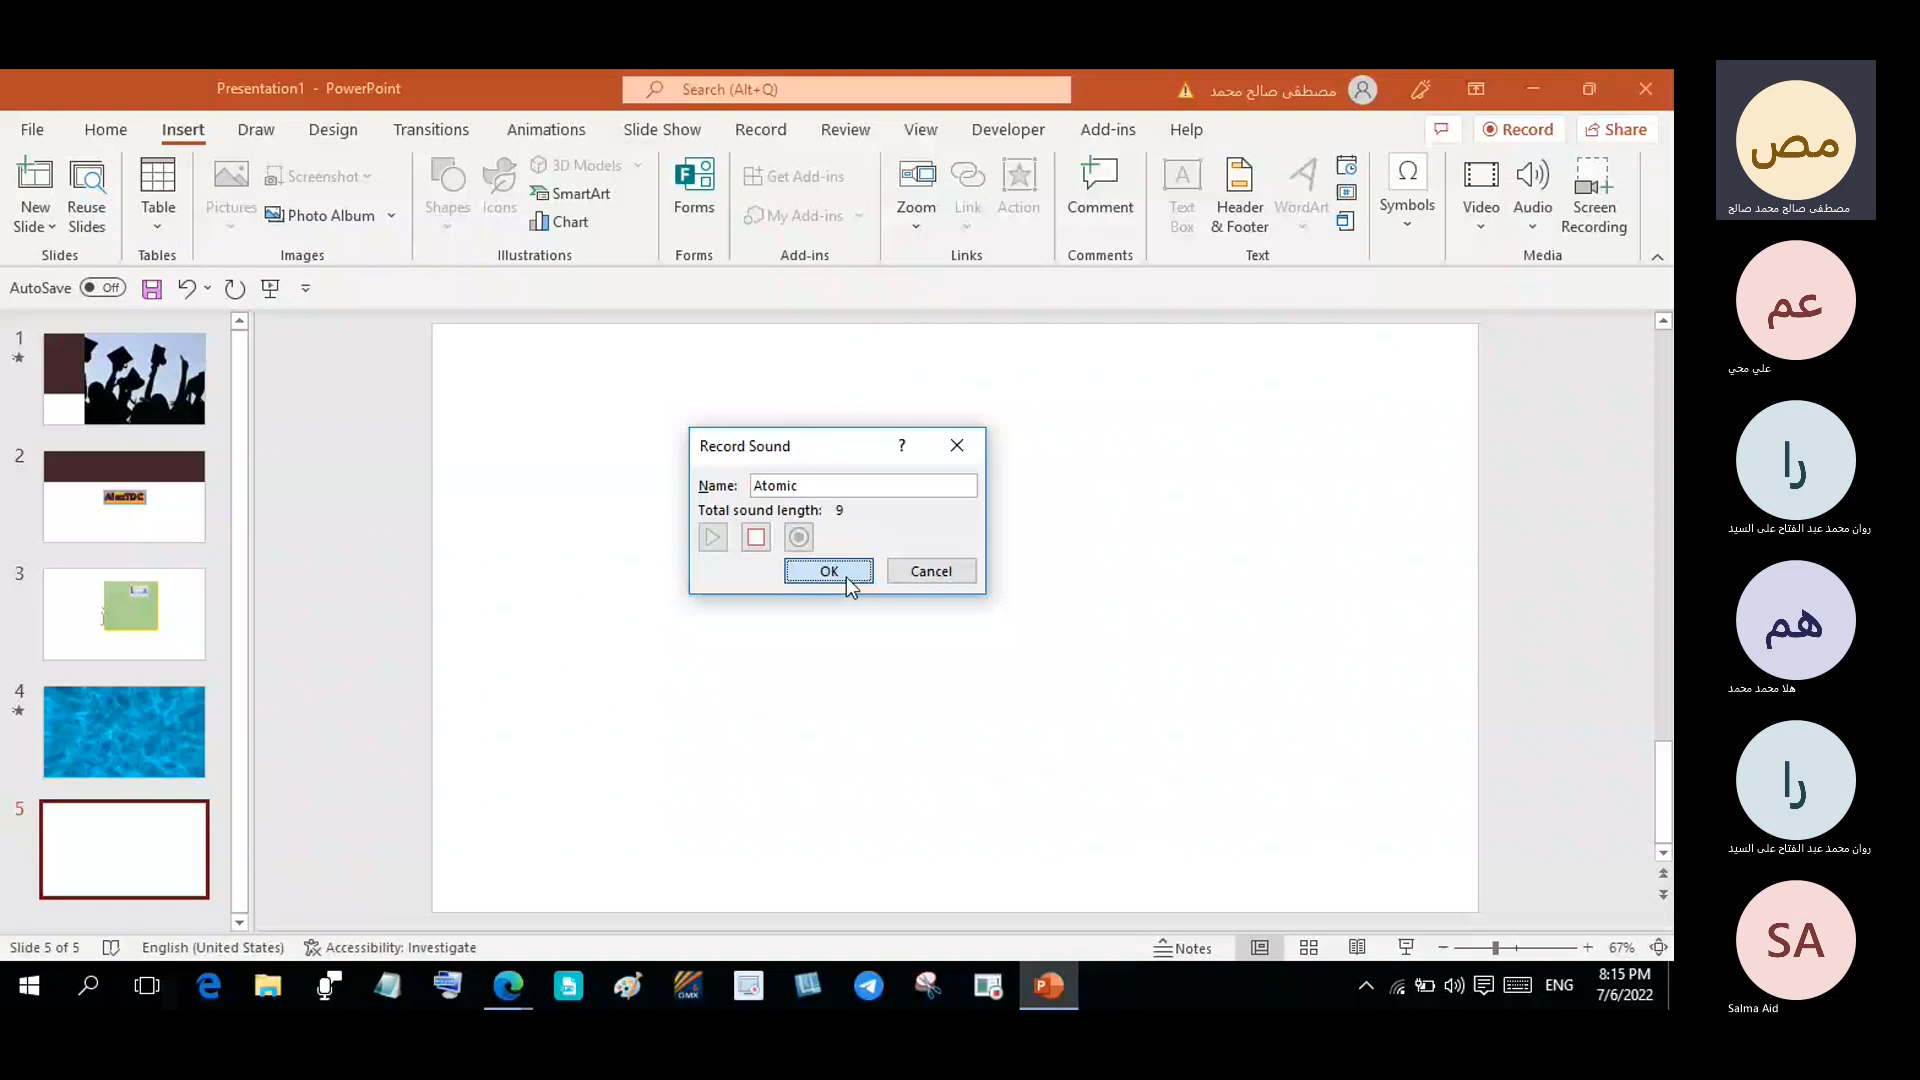 Presentation1 - PowerPoint
Search (Alt+Q)
مصطفى صالح محمد
File Home Insert Draw Design Transitions Animations Slide Show Record Review View Developer Add-ins Help
Record
Share
New Slide
Reuse Slides
Slides
Table
Tables
Pictures
Screenshot
Photo Album
Images
Shapes
Icons
3D Models
SmartArt
Chart
Illustrations
Forms
Forms
Get Add-ins
My Add-ins
Add-ins
Zoom
Link
Action
Links
Comment
Comments
Text Box
Header & Footer
WordArt
Text
Symbols
Video
Audio
Screen Recording
Media
AutoSave Off
1
2
AlexTDC
3
4
5
Record Sound
?
Name: Atomic
Total sound length: 9
OK
Cancel
Slide 5 of 5
English (United States)
Accessibility: Investigate
Notes
67%
GMX
ENG
8:15 PM
7/6/2022
مص
مصطفى صالح محمد صالح
عم
علي محي
را
روان محمد عبد الفتاح على السيد
هم
هلا محمد محمد
را
روان محمد عبد الفتاح على السيد
SA
Salma Aid